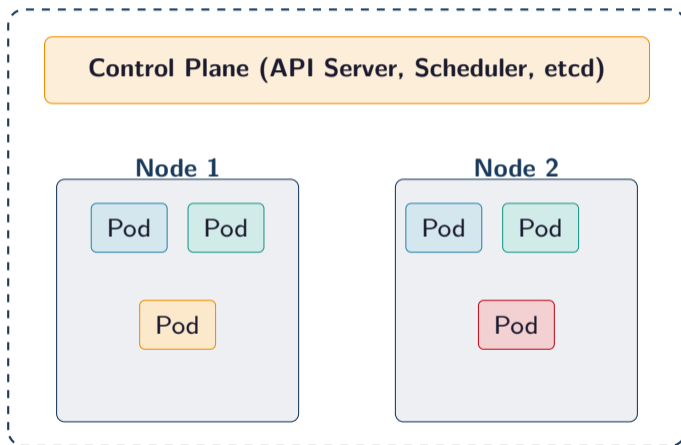 Control Plane (API Server, Scheduler, etcd)
Node 1
Node 2
Pod
Pod
Pod
Pod
Pod
Pod